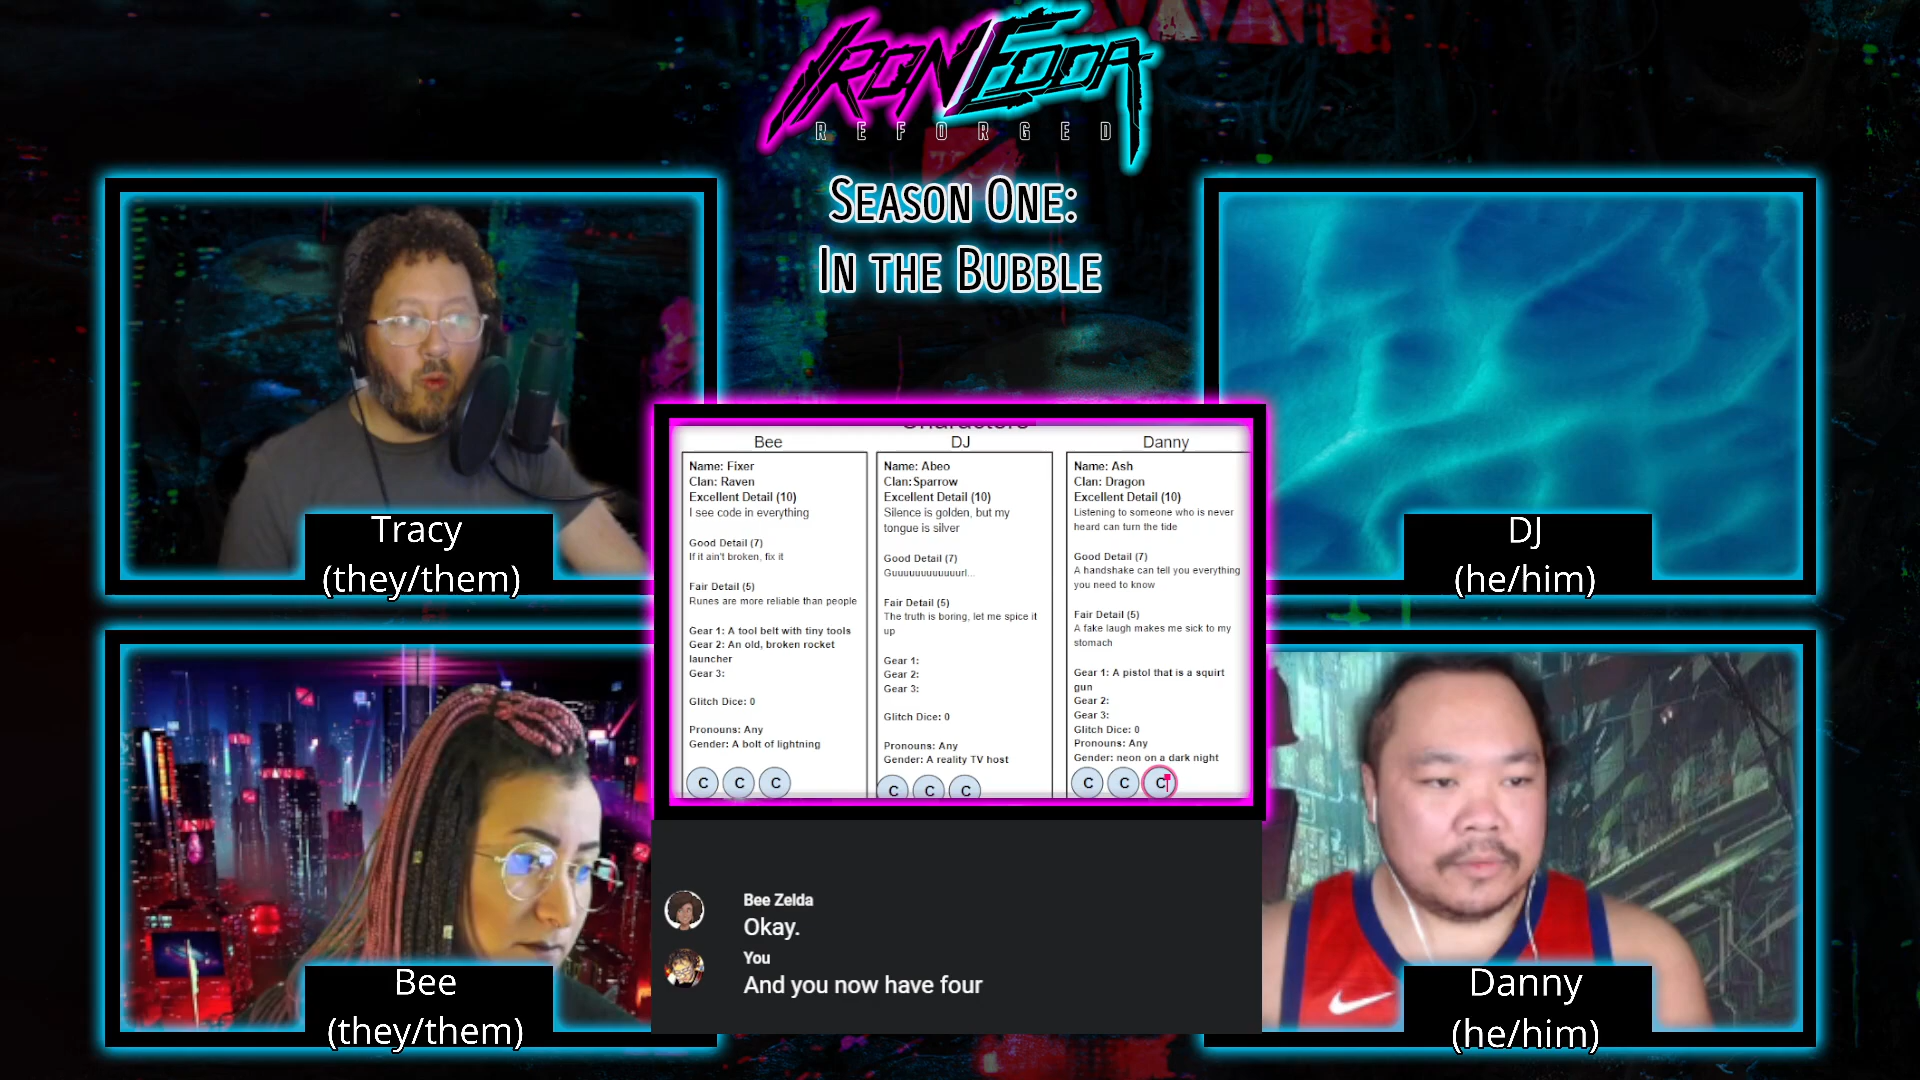 IRON EDDA
REFORGED
SEASON ONE:
IN THE BUBBLE
Tracy
(they/them)
DJ
(he/him)
Characters
Bee
Name: Fixer
Clan: Raven
Excellent Detail (10)
I see code in everything
Good Detail (7)
If it ain't broken, fix it
Fair Detail (5)
Runes are more reliable than people
Gear 1: A tool belt with tiny tools
Gear 2: An old, broken rocket
launcher
Gear 3:
Glitch Dice: 0
Pronouns: Any
Gender: A bolt of lightning
C C C
DJ
Name: Abeo
Clan: Sparrow
Excellent Detail (10)
Silence is golden, but my
tongue is silver
Good Detail (7)
Guuuuuuuuuuuurl...
Fair Detail (5)
The truth is boring, let me spice it
up
Gear 1:
Gear 2:
Gear 3:
Glitch Dice: 0
Pronouns: Any
Gender: A reality TV host
C C C
Danny
Name: Ash
Clan: Dragon
Excellent Detail (10)
Listening to someone who is never
heard can turn the tide
Good Detail (7)
A handshake can tell you everything
you need to know
Fair Detail (5)
A fake laugh makes me sick to my
stomach
Gear 1: A pistol that is a squirt
gun
Gear 2:
Gear 3:
Glitch Dice: 0
Pronouns: Any
Gender: neon on a dark night
C C C
Bee Zelda
Okay.
You
And you now have four
Bee
(they/them)
Danny
(he/him)